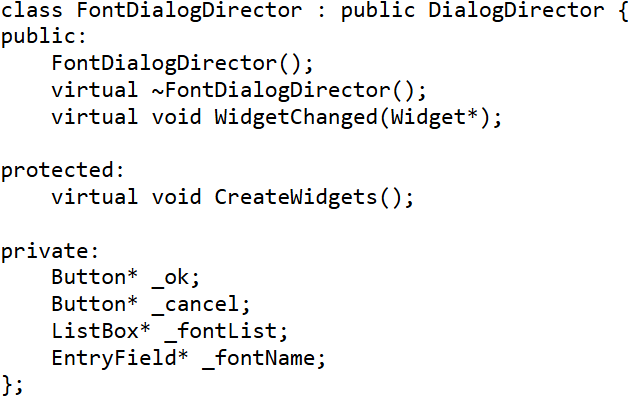 class FontDialogDirector : public DialogDirector {
public:
    FontDialogDirector();
    virtual ~FontDialogDirector();
    virtual void WidgetChanged(Widget*);

protected:
    virtual void CreateWidgets();

private:
    Button* _ok;
    Button* _cancel;
    ListBox* _fontList;
    EntryField* _fontName;
};